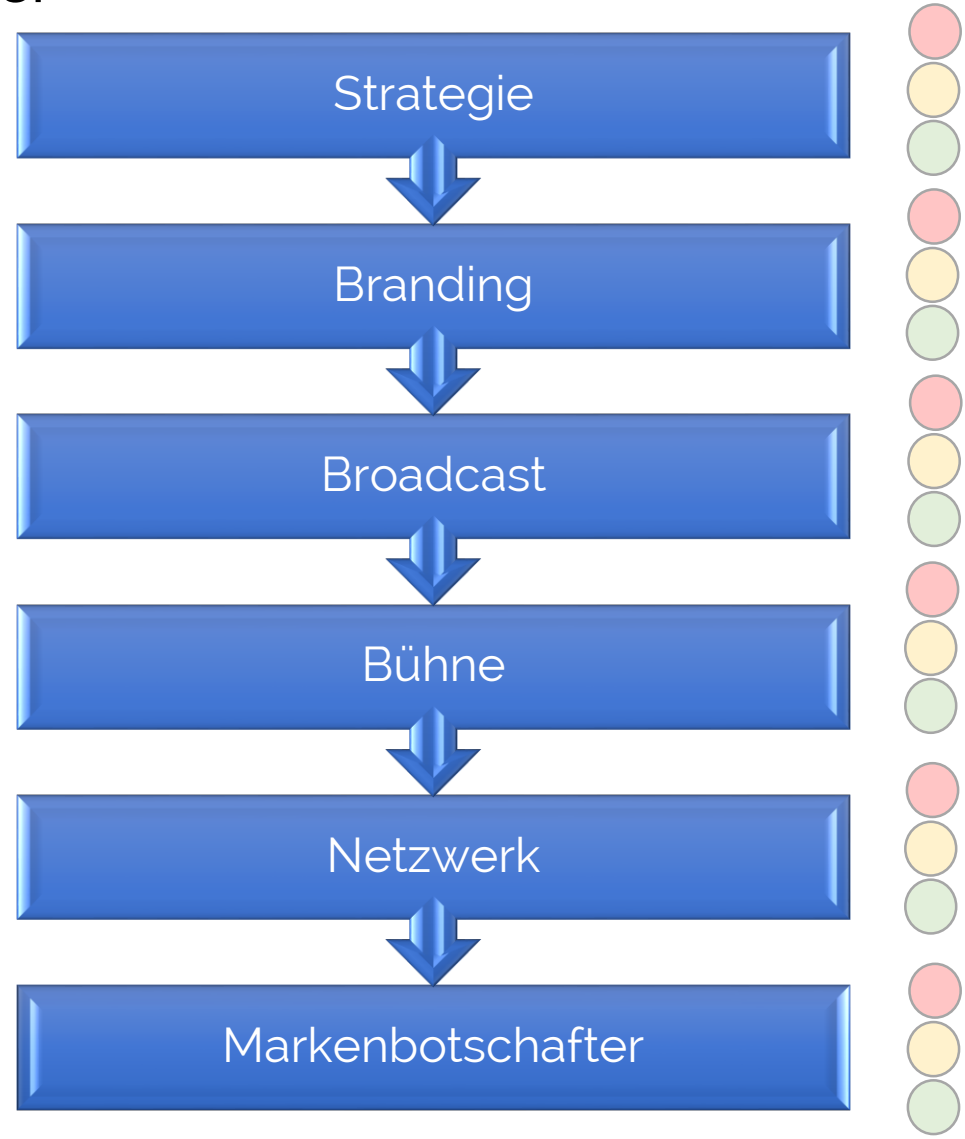 Strategie
Branding
Broadcast
Bühne
Netzwerk
Markenbotschafter